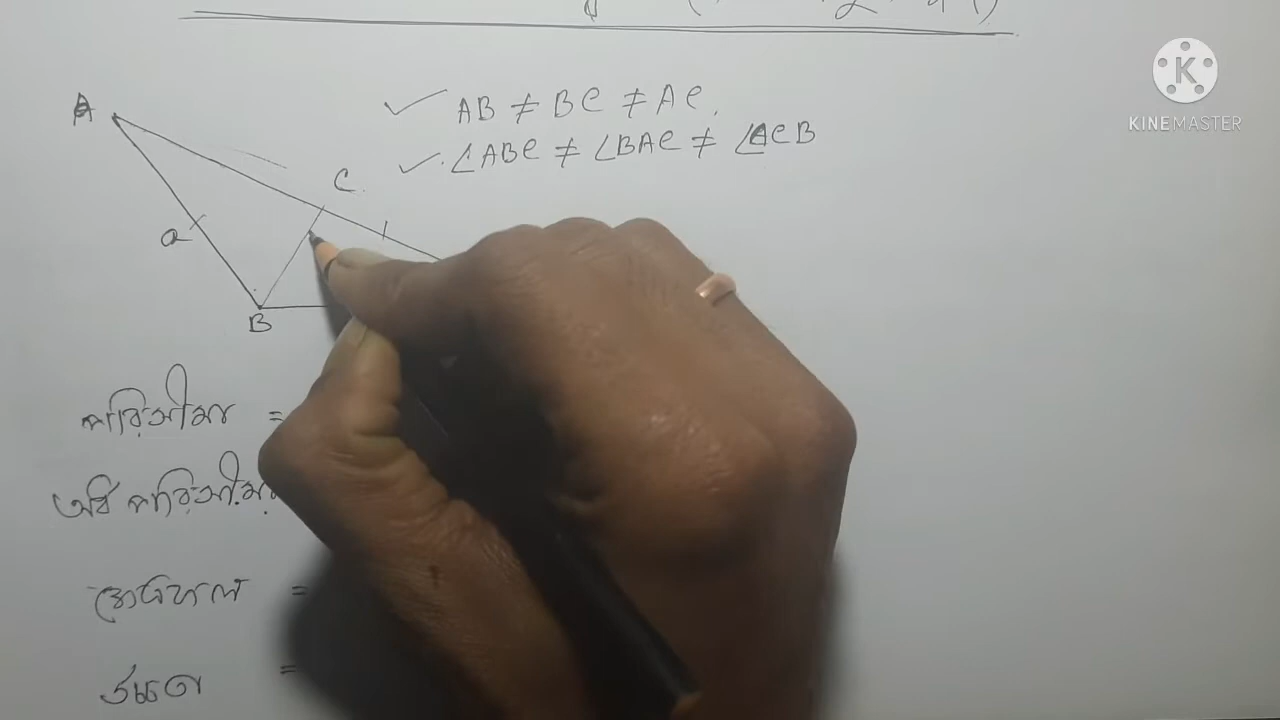 A
✓ AB ≠ BC ≠ AC.
✓ ∠ABC ≠ ∠BAC ≠ ∠ACB
C.
a
B
পরিসীমা =
অর্ধ পরিসীমা
ক্ষেত্রফল =
উচ্চতা =
K
KINEMASTER